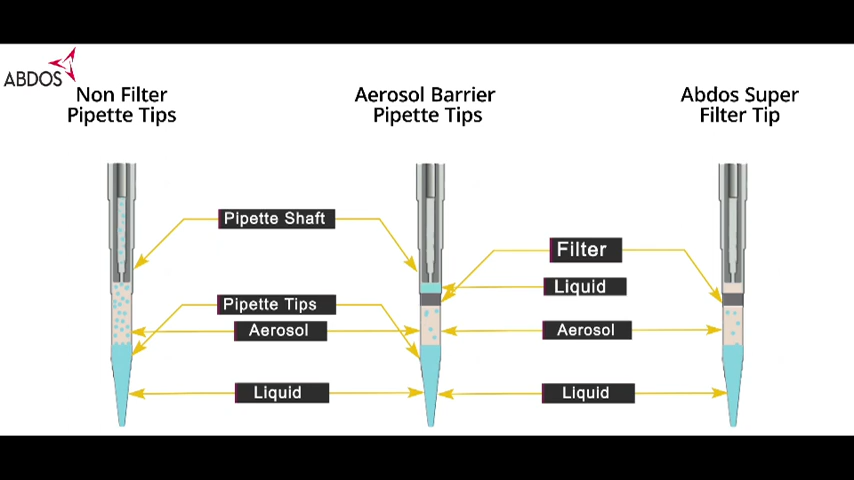 ABDOS
Non Filter
Pipette Tips
Aerosol Barrier
Pipette Tips
Abdos Super
Filter Tip
Pipette Shaft
Filter
Liquid
Pipette Tips
Aerosol
Aerosol
Liquid
Liquid